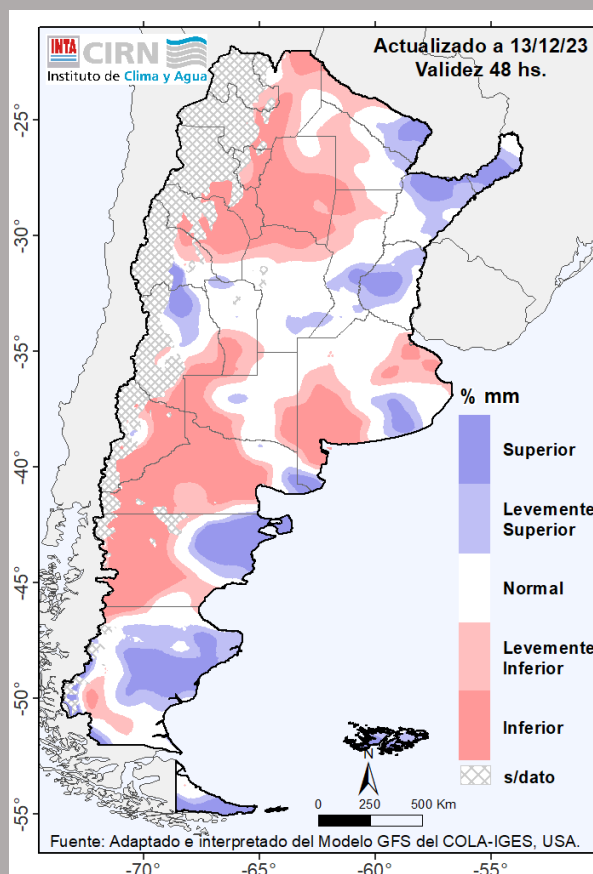 INTA CIRN
Instituto de Clima y Agua
Actualizado a 13/12/23
Validez 48 hs.
-25°
-30°
-35°
-40°
-45°
-50°
-55°
% mm
Superior
Levemente
Superior
Normal
Levemente
Inferior
Inferior
s/dato
N
0 250 500 Km
Fuente: Adaptado e interpretado del Modelo GFS del COLA-IGES, USA.
-70° -65° -60° -55°